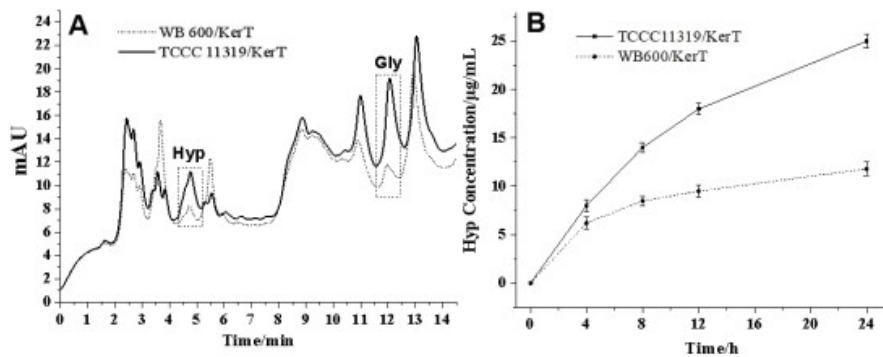 A
WB 600/KerT
TCCC 11319/KerT
Hyp
Gly
mAU
24
22
20
18
16
14
12
10
8
6
4
2
0
0 1 2 3 4 5 6 7 8 9 10 11 12 13 14
Time/min
B
TCCC11319/KerT
WB600/KerT
Hyp Concentration/µg/mL
25
20
15
10
5
0
0 4 8 12 16 20 24
Time/h